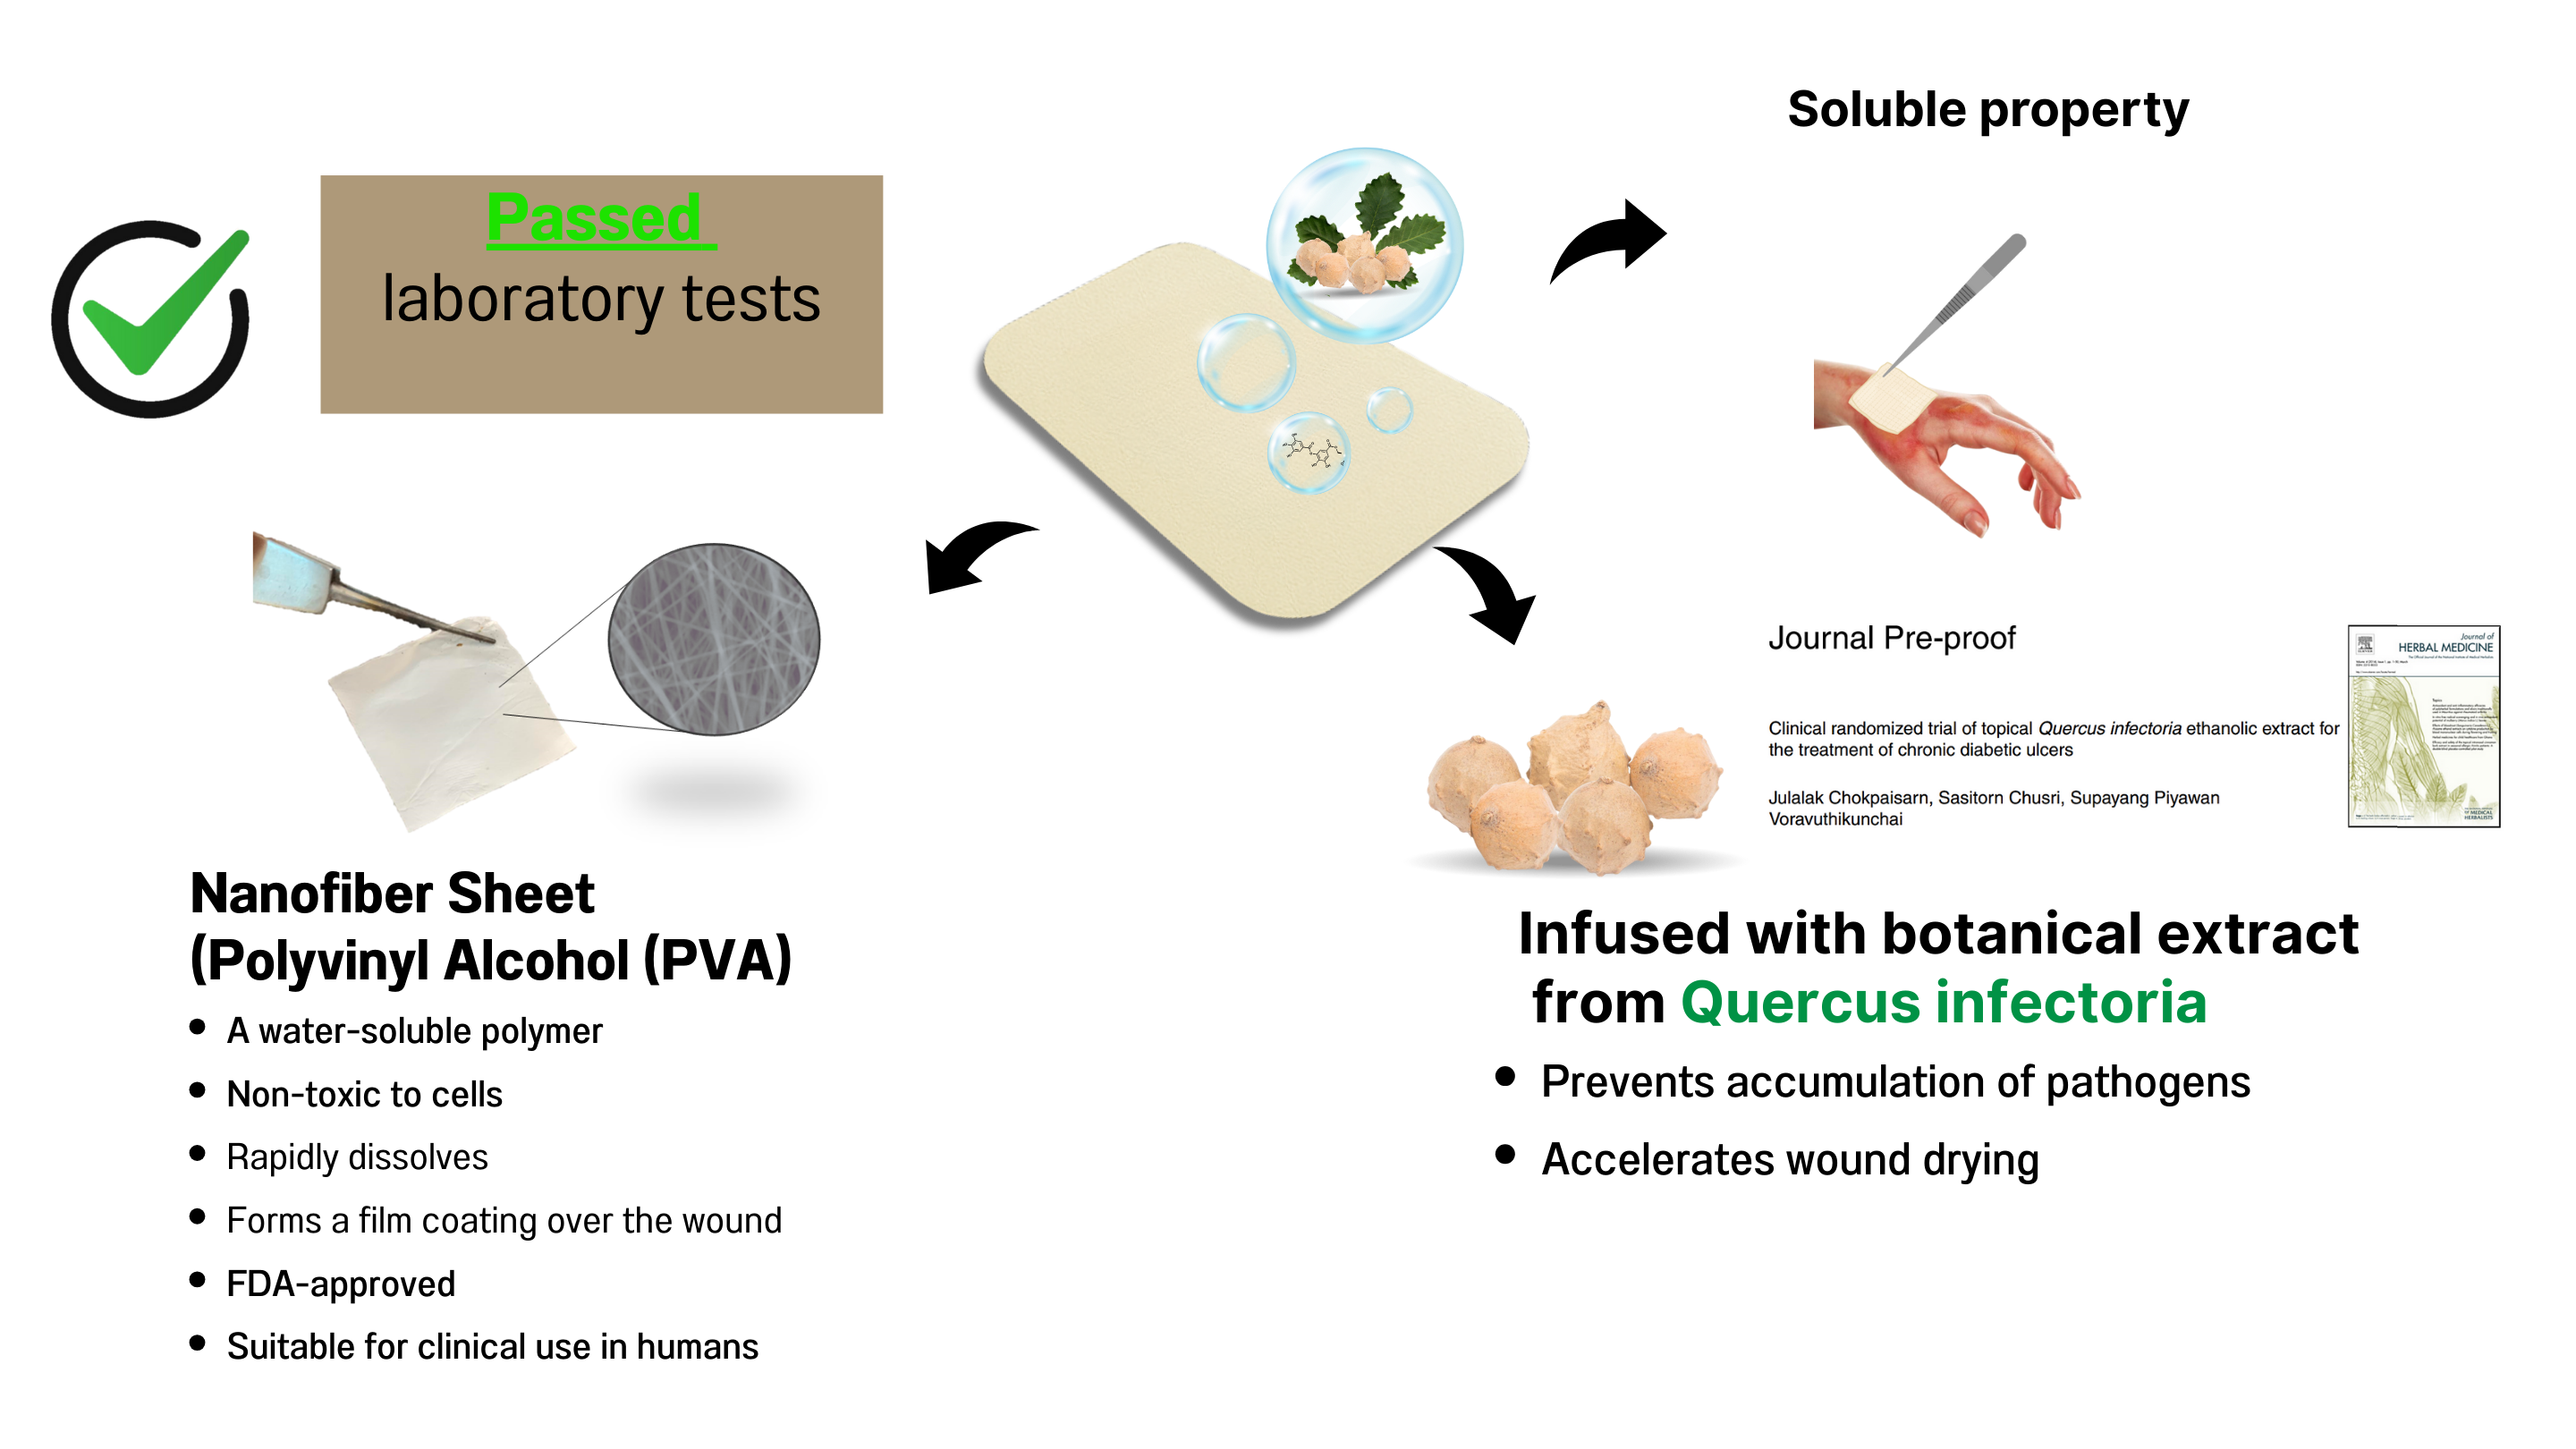 Soluble property
Passed
laboratory tests
Journal Pre-proof
Journal of
HERBAL MEDICINE
Clinical randomized trial of topical Quercus infectoria ethanolic extract for
the treatment of chronic diabetic ulcers
Julalak Chokpaisarn, Sasitorn Chusri, Supayang Piyawan
Voravuthikunchai
Nanofiber Sheet
(Polyvinyl Alcohol (PVA)
• A water-soluble polymer
• Non-toxic to cells
• Rapidly dissolves
• Forms a film coating over the wound
• FDA-approved
• Suitable for clinical use in humans
Infused with botanical extract
from Quercus infectoria
• Prevents accumulation of pathogens
• Accelerates wound drying